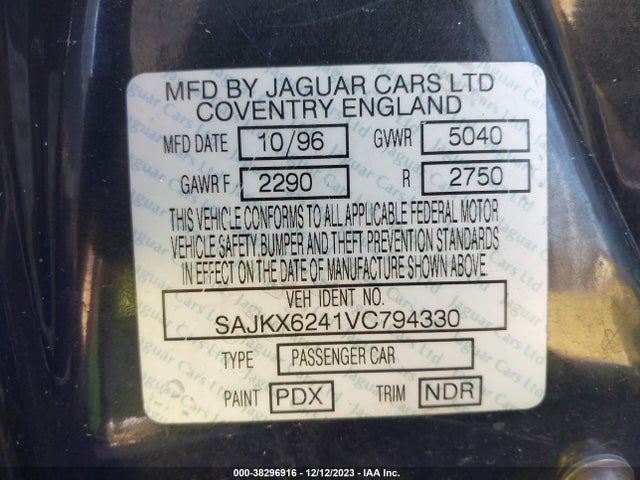 MFD BY JAGUAR CARS LTD
COVENTRY ENGLAND
MFD DATE 10/96 GVWR 5040
GAWR F 2290 R 2750
THIS VEHICLE CONFORMS TO ALL APPLICABLE FEDERAL MOTOR
VEHICLE SAFETY,BUMPER AND THEFT PREVENTION STANDARDS
IN EFFECT ON THE DATE OF MANUFACTURE SHOWN ABOVE.
VEH IDENT NO.
SAJKX6241VC794330
TYPE PASSENGER CAR
PAINT PDX TRIM NDR
000-38296916 - 12/12/2023 - IAA Inc.